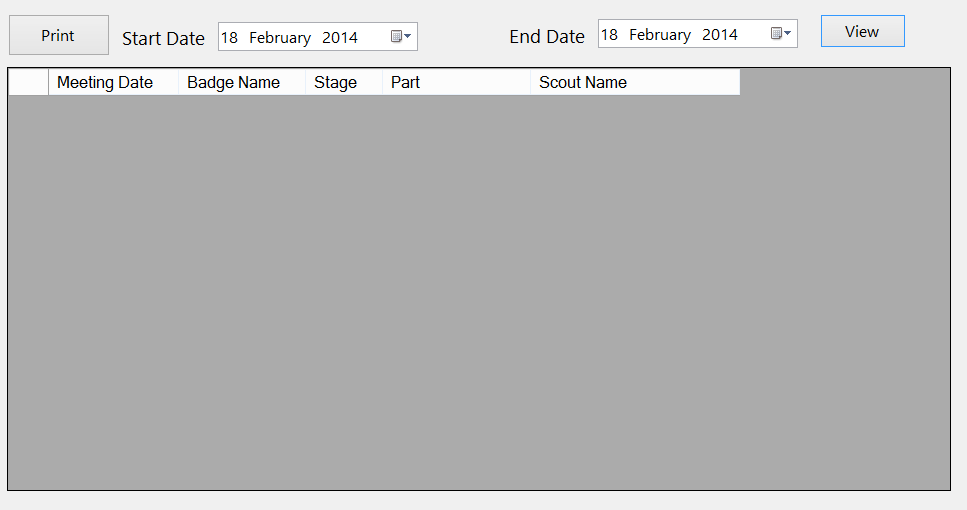 Print Start Date 18 February 2014 End Date 18 February 2014 View
Meeting Date Badge Name Stage Part Scout Name